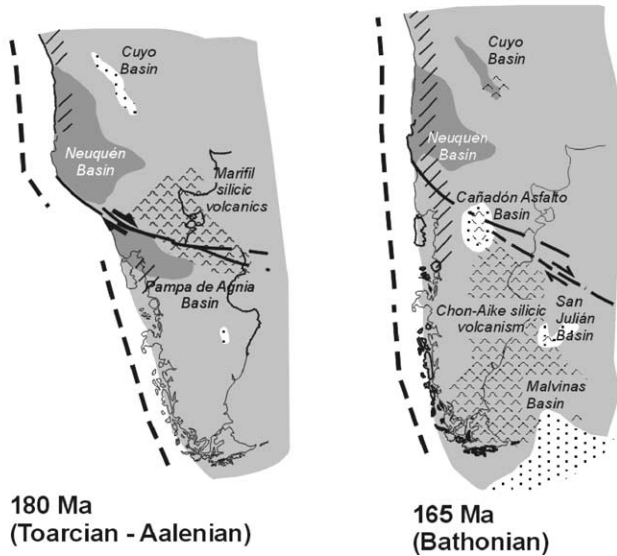 Cuyo
Basin
Neuquén
Basin
Marifil
silicic
volcanics
Pampa de Agnia
Basin
180 Ma
(Toarcian - Aalenian)
Cuyo
Basin
Neuquén
Basin
Cañadón Asfalto
Basin
Chon-Aike silicic
volcanism
San
Julián
Basin
Malvinas
Basin
165 Ma
(Bathonian)